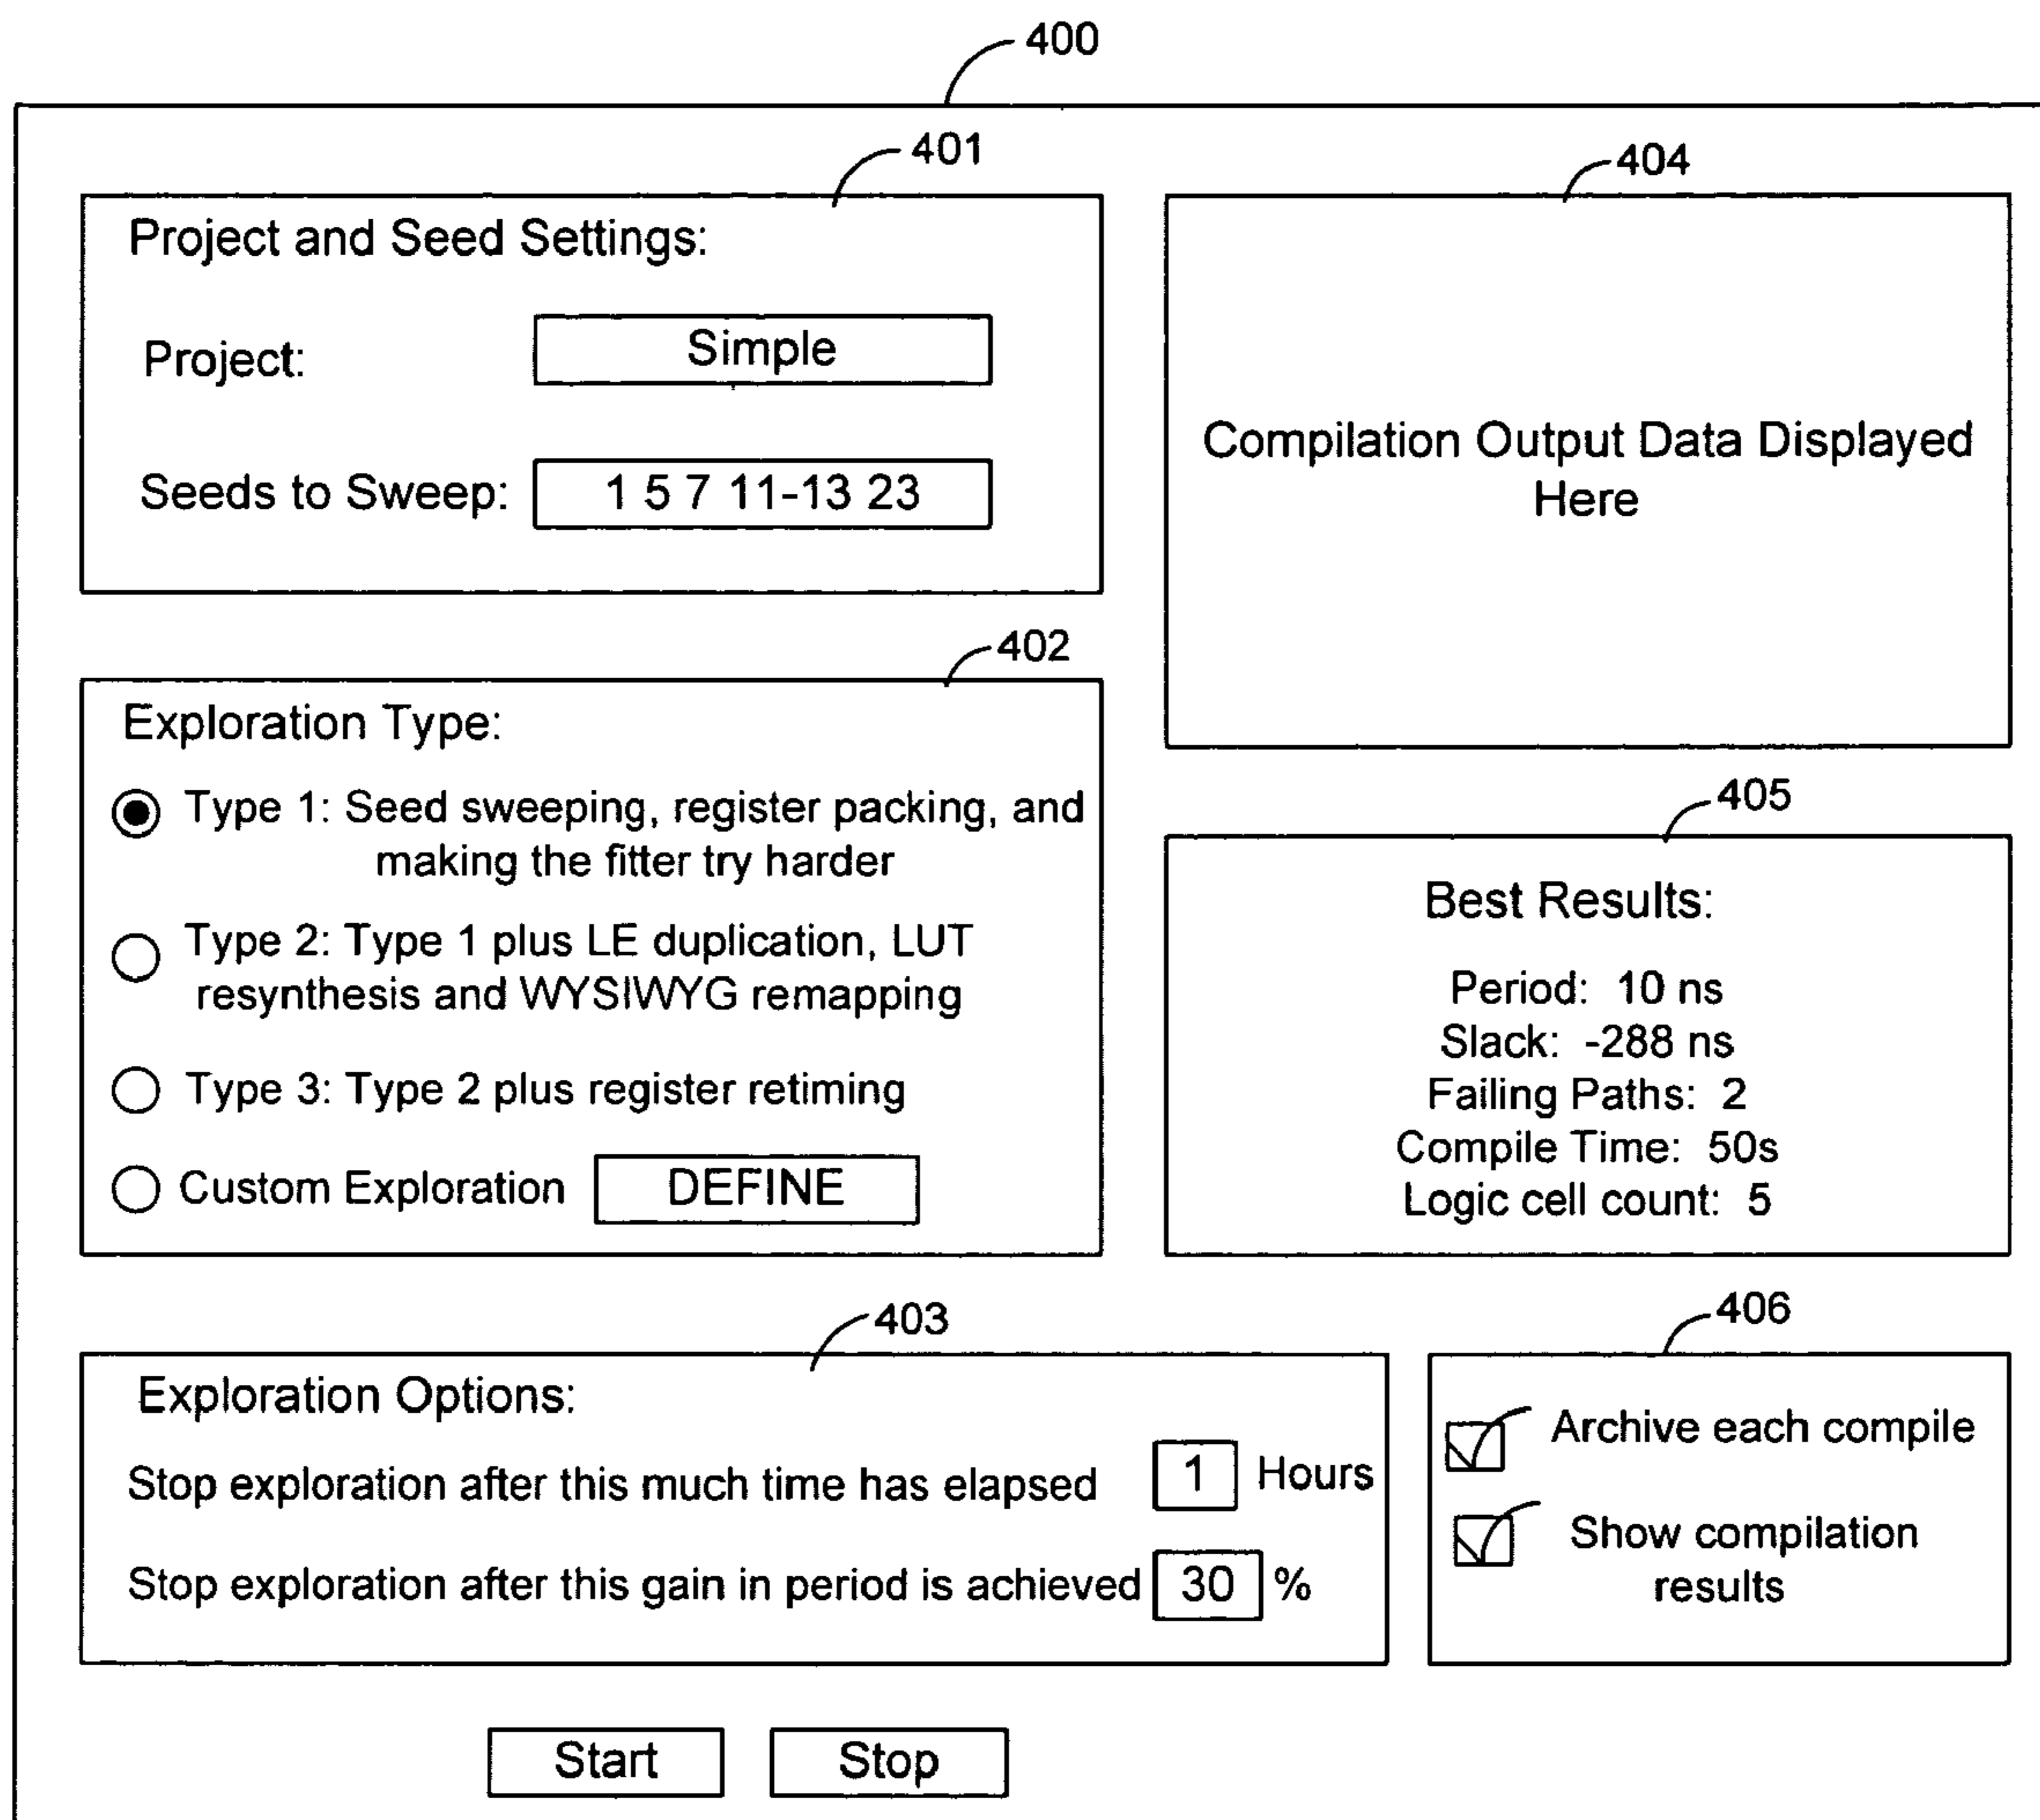 400
401
Project and Seed Settings:
Project:
Simple
Seeds to Sweep:
1 5 7 11-13 23
402
Exploration Type:
Type 1: Seed sweeping, register packing, and
making the fitter try harder
Type 2: Type 1 plus LE duplication, LUT
resynthesis and WYSIWYG remapping
Type 3: Type 2 plus register retiming
Custom Exploration
DEFINE
403
Exploration Options:
Stop exploration after this much time has elapsed
1
Hours
Stop exploration after this gain in period is achieved
30
%
404
Compilation Output Data Displayed
Here
405
Best Results:
Period: 10 ns
Slack: -288 ns
Failing Paths: 2
Compile Time: 50s
Logic cell count: 5
406
Archive each compile
Show compilation
results
Start
Stop